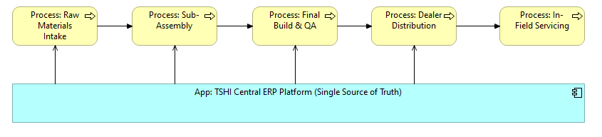 Process: Raw
Materials
Intake
Process: Sub-
Assembly
Process: Final
Build & QA
Process: Dealer
Distribution
Process: In-
Field Servicing
App: TSHI Central ERP Platform (Single Source of Truth)